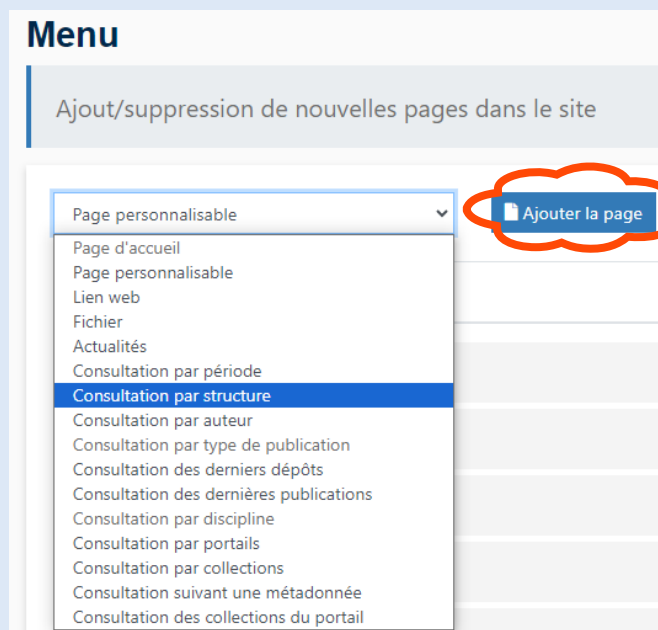 Menu
Ajout/suppression de nouvelles pages dans le site
Page personnalisable
Ajouter la page
Page d'accueil
Page personnalisable
Lien web
Fichier
Actualités
Consultation par période
Consultation par structure
Consultation par auteur
Consultation par type de publication
Consultation des derniers dépôts
Consultation des dernières publications
Consultation par discipline
Consultation par portails
Consultation par collections
Consultation suivant une métadonnée
Consultation des collections du portail